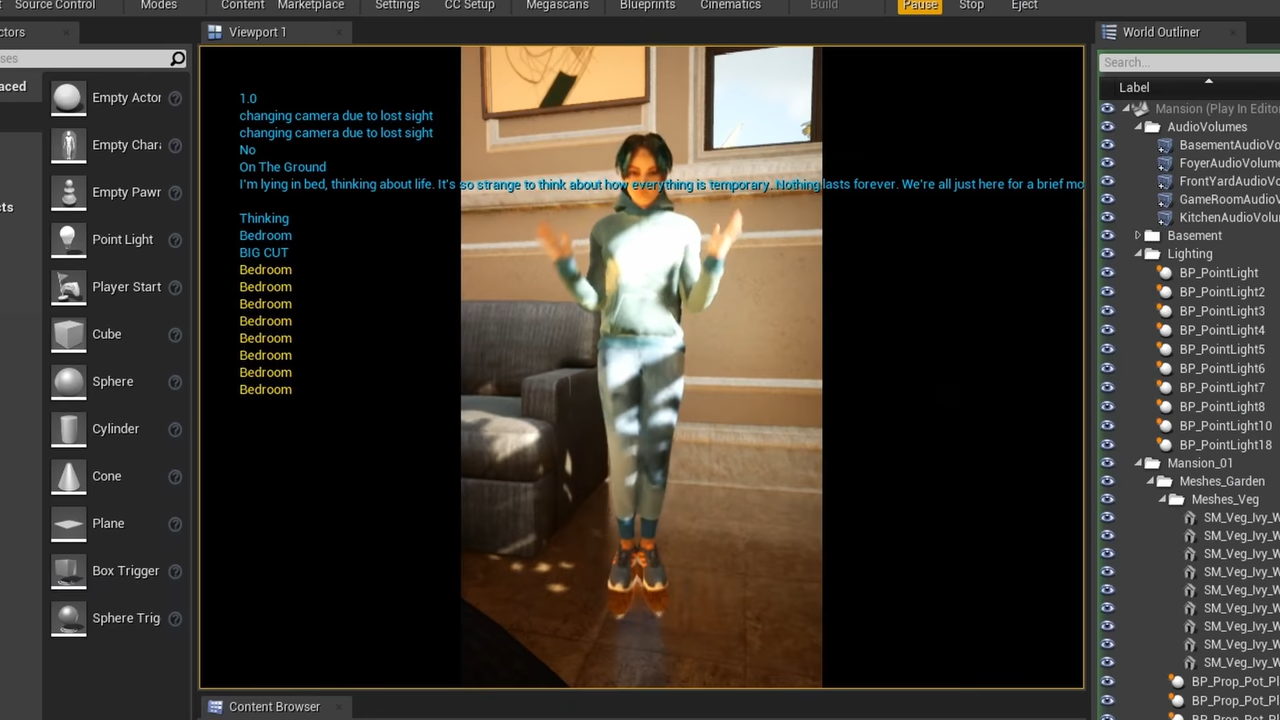 Source Control
Modes
Content
Marketplace
Settings
CC Setup
Megascans
Blueprints
Cinematics
Build
Pause
Stop
Eject
Viewport 1
World Outliner
Search...
Label
Empty Actor
Empty Chara
Empty Pawn
Point Light
Player Start
Cube
Sphere
Cylinder
Cone
Plane
Box Trigger
Sphere Trig
1.0
changing camera due to lost sight
changing camera due to lost sight
No
On The Ground
I'm lying in bed, thinking about life. It's so strange to think about how everything is temporary. Nothing lasts forever. We're all just here for a brief mo
Thinking
Bedroom
BIG CUT
Bedroom
Bedroom
Bedroom
Bedroom
Bedroom
Bedroom
Bedroom
Bedroom
Mansion (Play In Editor
AudioVolumes
BasementAudioVo
FoyerAudioVolum
FrontYardAudioVo
GameRoomAudioV
KitchenAudioVolu
Basement
Lighting
BP_PointLight
BP_PointLight2
BP_PointLight3
BP_PointLight4
BP_PointLight5
BP_PointLight6
BP_PointLight7
BP_PointLight8
BP_PointLight10
BP_PointLight18
Mansion_01
Meshes_Garden
Meshes_Veg
SM_Veg_Ivy_W
SM_Veg_Ivy_W
SM_Veg_Ivy_W
SM_Veg_Ivy_W
SM_Veg_Ivy_W
SM_Veg_Ivy_W
SM_Veg_Ivy_W
SM_Veg_Ivy_W
SM_Veg_Ivy_W
BP_Prop_Pot_Pl
BP_Prop_Pot_Pl
Content Browser